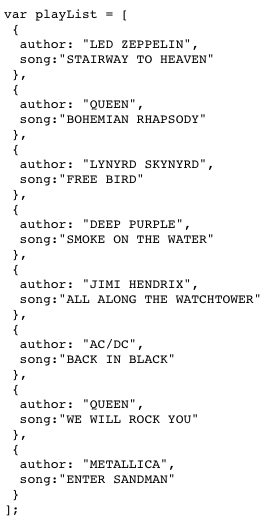 var playList = [
{
author: "LED ZEPPELIN",
song:"STAIRWAY TO HEAVEN"
},
{
author: "QUEEN",
song:"BOHEMIAN RHAPSODY"
},
{
author: "LYNYRD SKYNYRD",
song:"FREE BIRD"
},
{
author: "DEEP PURPLE",
song:"SMOKE ON THE WATER"
},
{
author: "JIMI HENDRIX",
song:"ALL ALONG THE WATCHTOWER"
},
{
author: "AC/DC",
song:"BACK IN BLACK"
},
{
author: "QUEEN",
song:"WE WILL ROCK YOU"
},
{
author: "METALLICA",
song:"ENTER SANDMAN"
}
];